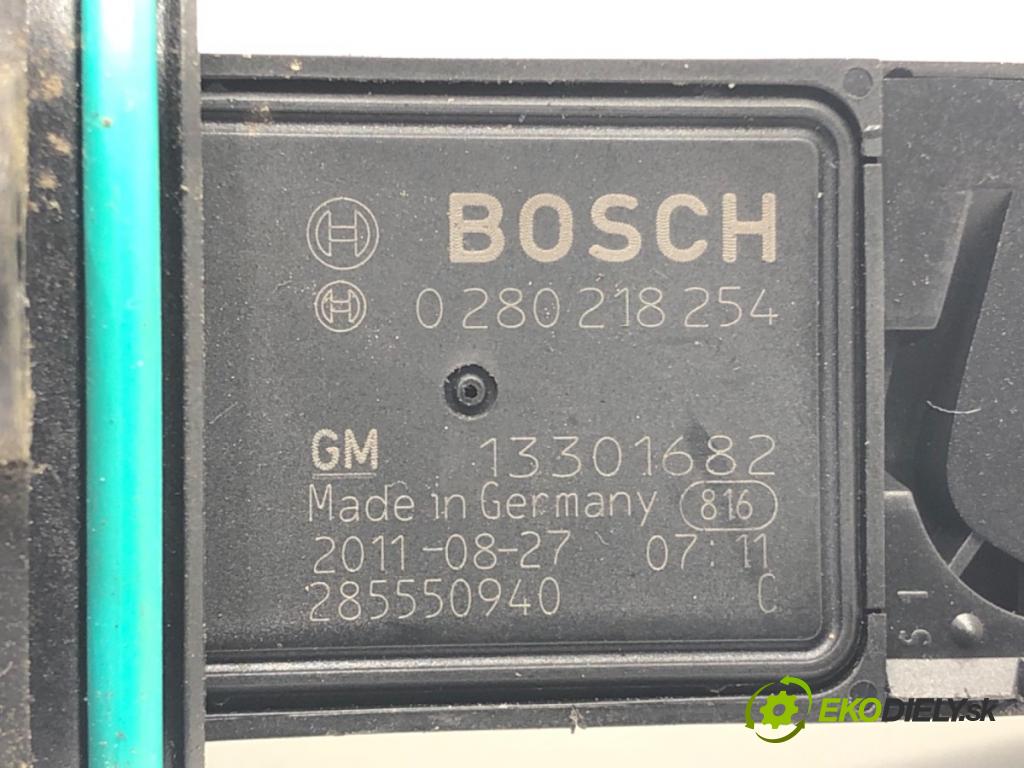 BOSCH
0 280 218 254
GM 13301682
Made in Germany 816
2011-08-27 07:11
285550940 C
S 1
EKODIELY.sk